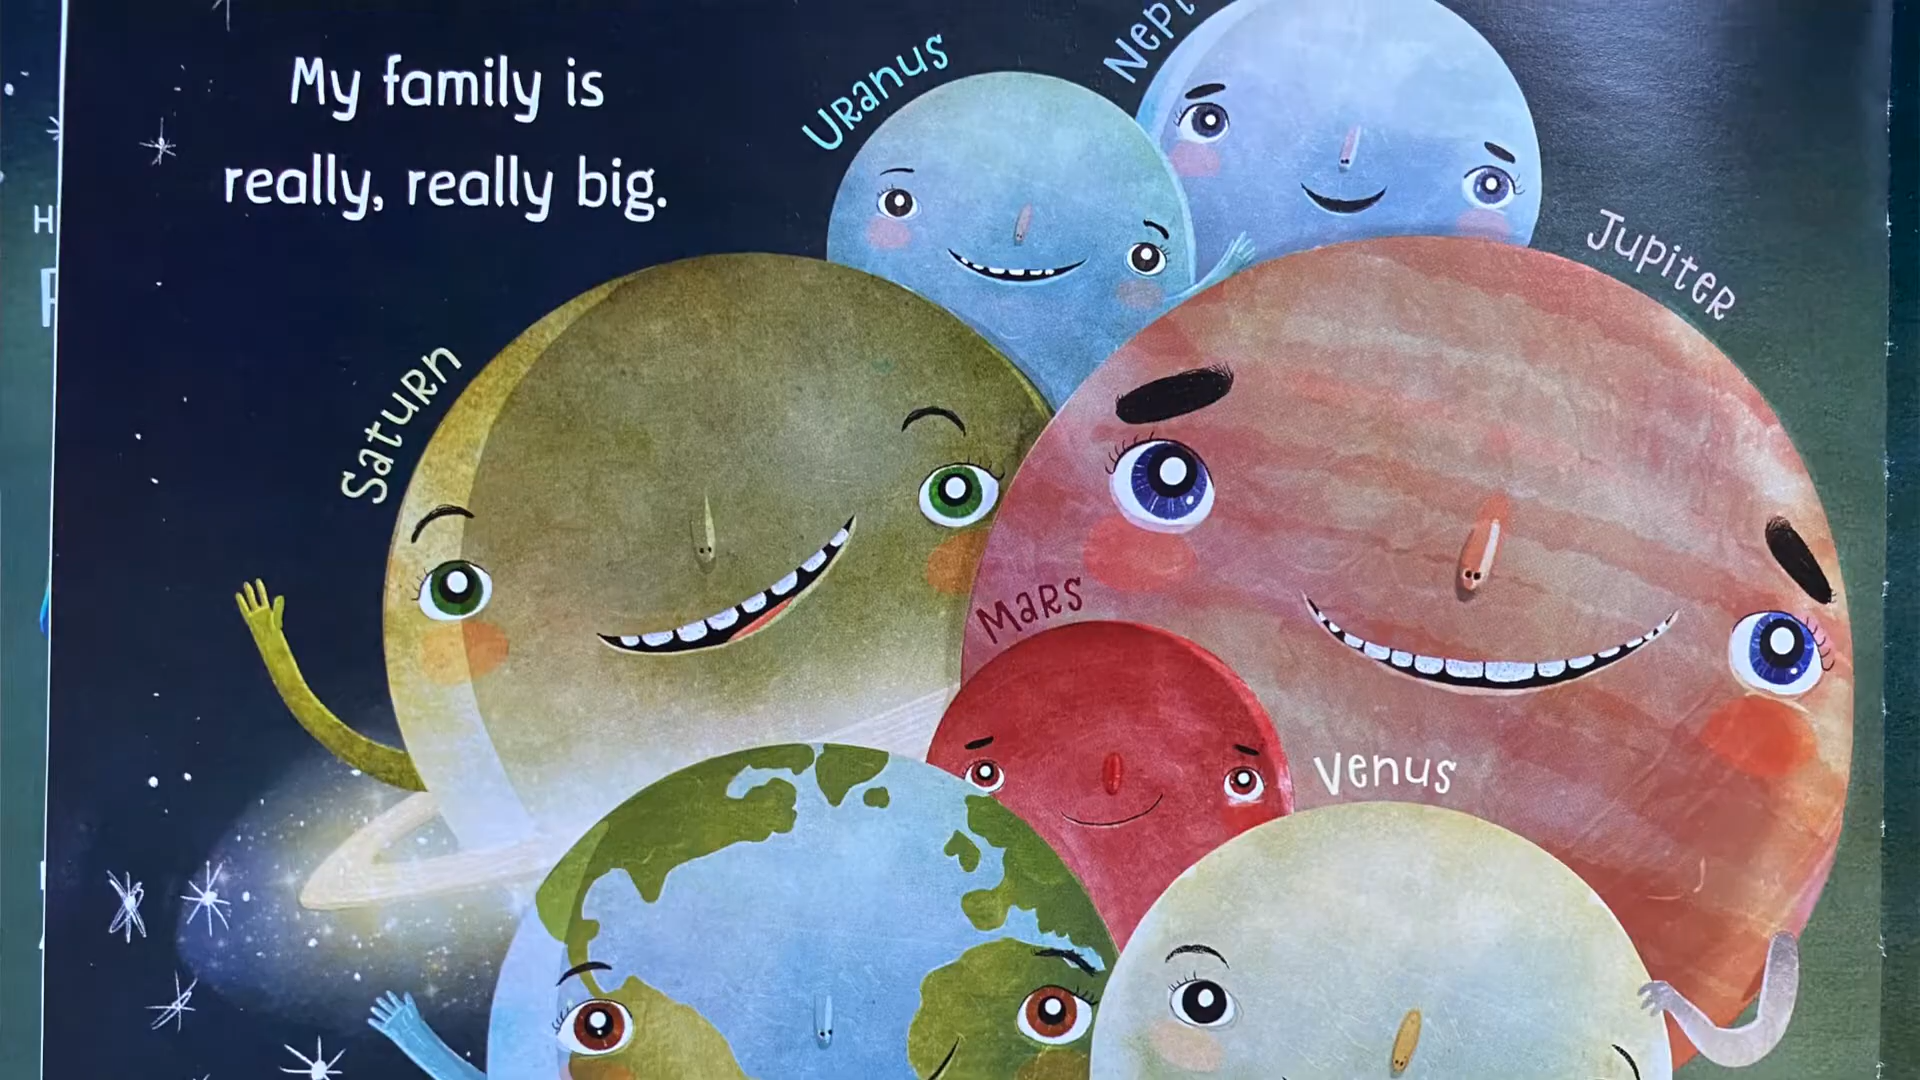 My family is
really, really big.
Uranus
Jupiter
Saturn
Mars
Venus